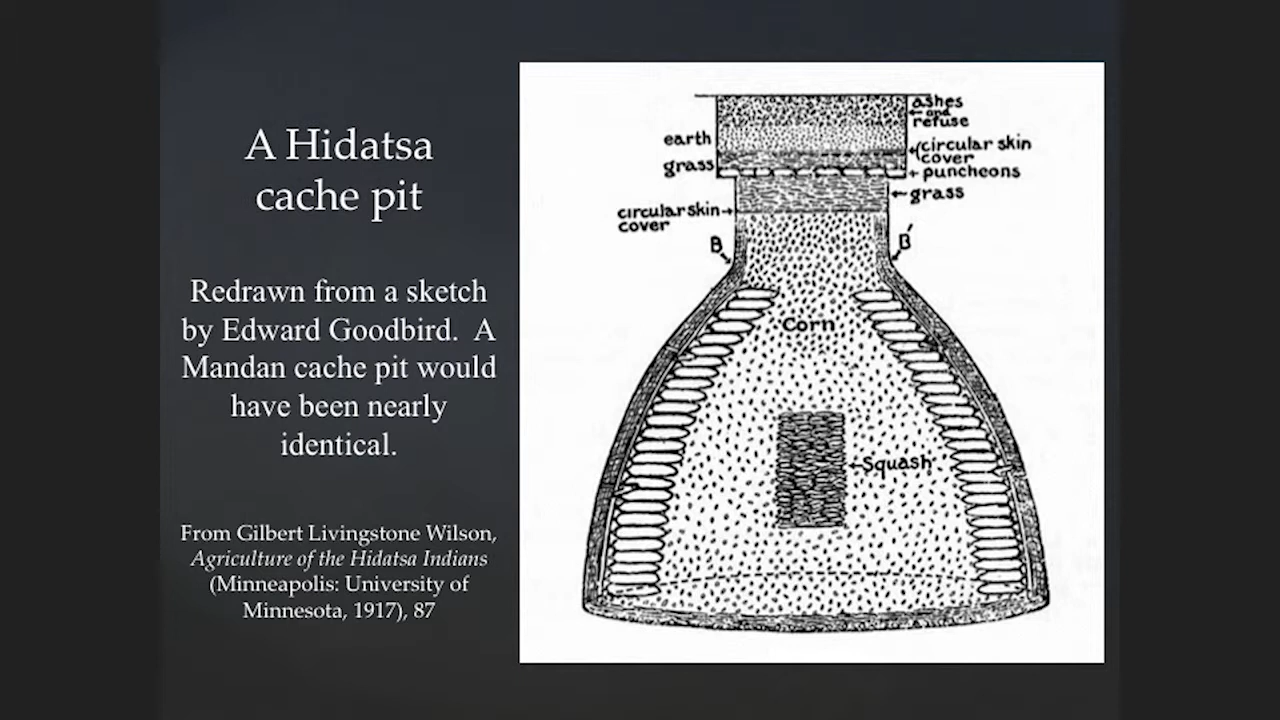 A Hidatsa
cache pit
Redrawn from a sketch
by Edward Goodbird.  A
Mandan cache pit would
have been nearly
identical.
From Gilbert Livingstone Wilson,
Agriculture of the Hidatsa Indians
(Minneapolis: University of
Minnesota, 1917), 87
ashes
and
refuse
earth
circular skin
cover
grass
puncheons
grass
circular skin
cover
B
B′
Corn
Squash